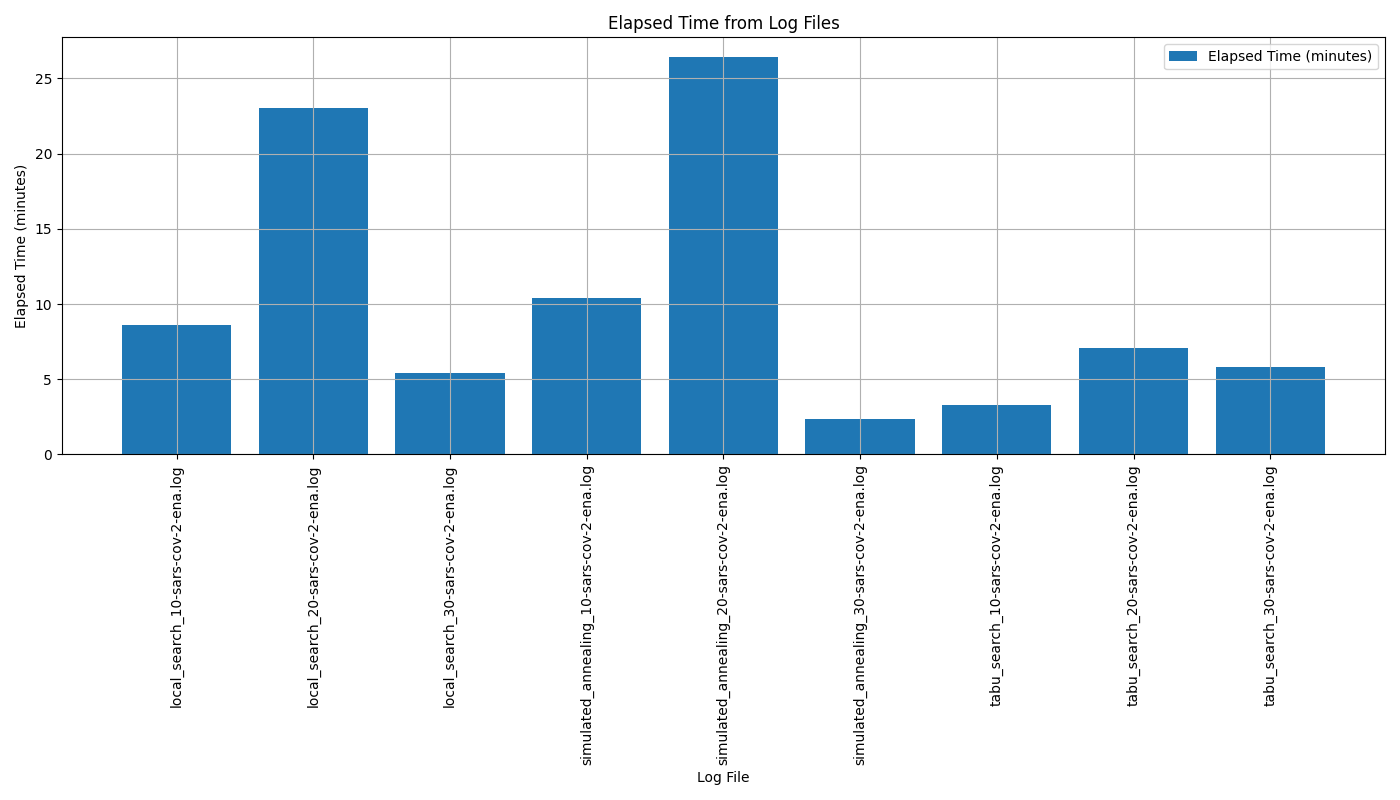 Elapsed Time from Log Files
Elapsed Time (minutes)
Elapsed Time (minutes)
25
20
15
10
5
0
local_search_10-sars-cov-2-ena.log
local_search_20-sars-cov-2-ena.log
local_search_30-sars-cov-2-ena.log
simulated_annealing_10-sars-cov-2-ena.log
simulated_annealing_20-sars-cov-2-ena.log
simulated_annealing_30-sars-cov-2-ena.log
tabu_search_10-sars-cov-2-ena.log
tabu_search_20-sars-cov-2-ena.log
tabu_search_30-sars-cov-2-ena.log
Log File